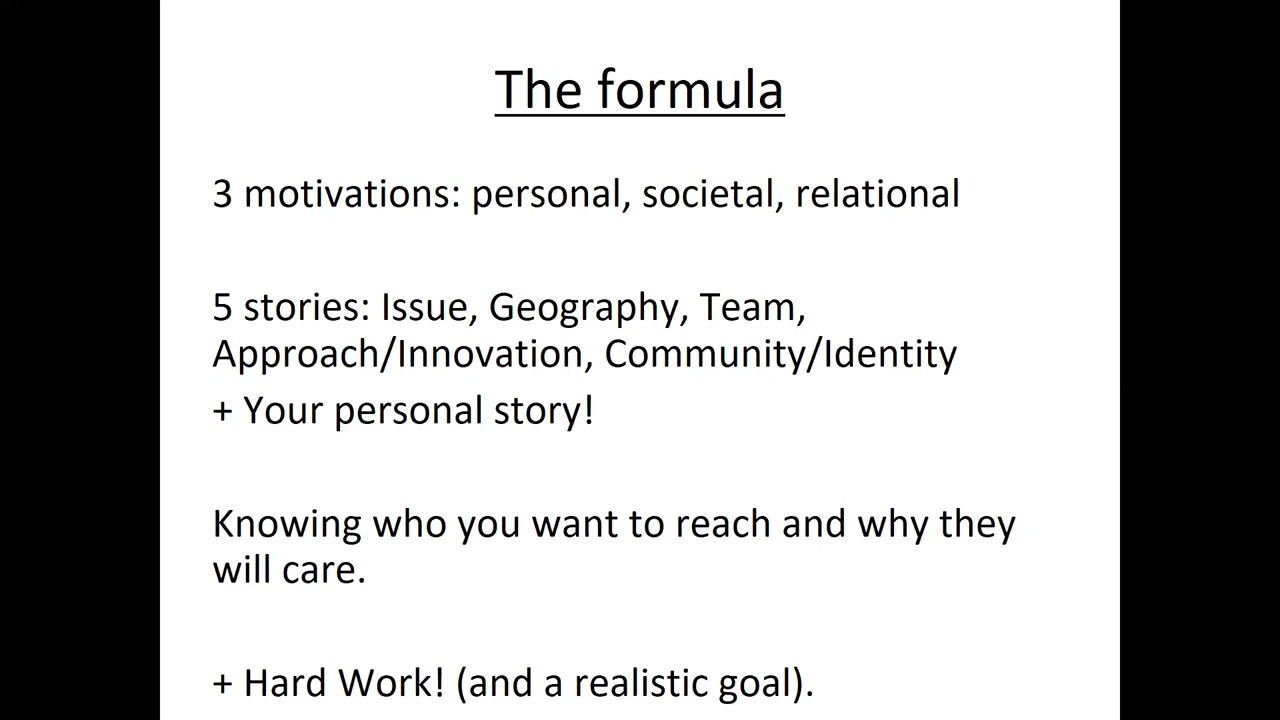 The formula
3 motivations: personal, societal, relational
5 stories: Issue, Geography, Team,
Approach/Innovation, Community/Identity
+ Your personal story!
Knowing who you want to reach and why they
will care.
+ Hard Work! (and a realistic goal).